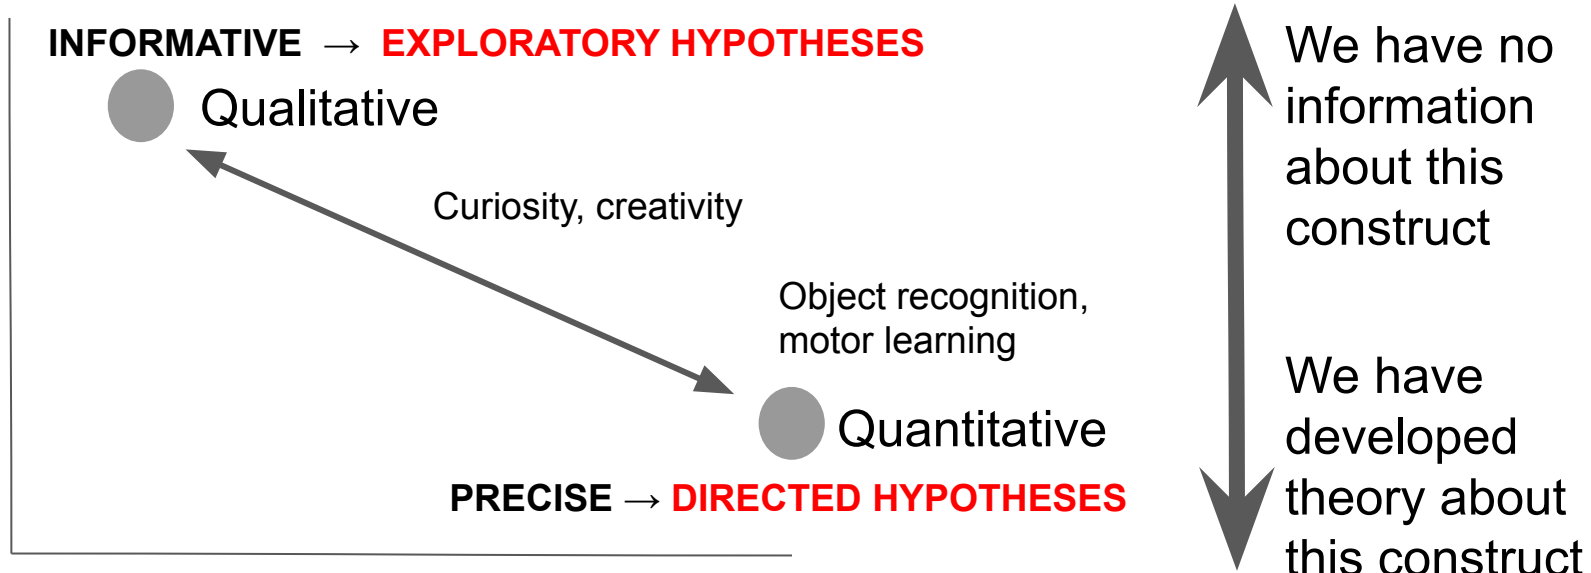 INFORMATIVE → EXPLORATORY HYPOTHESES
Qualitative
Curiosity, creativity
Object recognition,
motor learning
Quantitative
PRECISE → DIRECTED HYPOTHESES
We have no
information
about this
construct
We have
developed
theory about
this construct